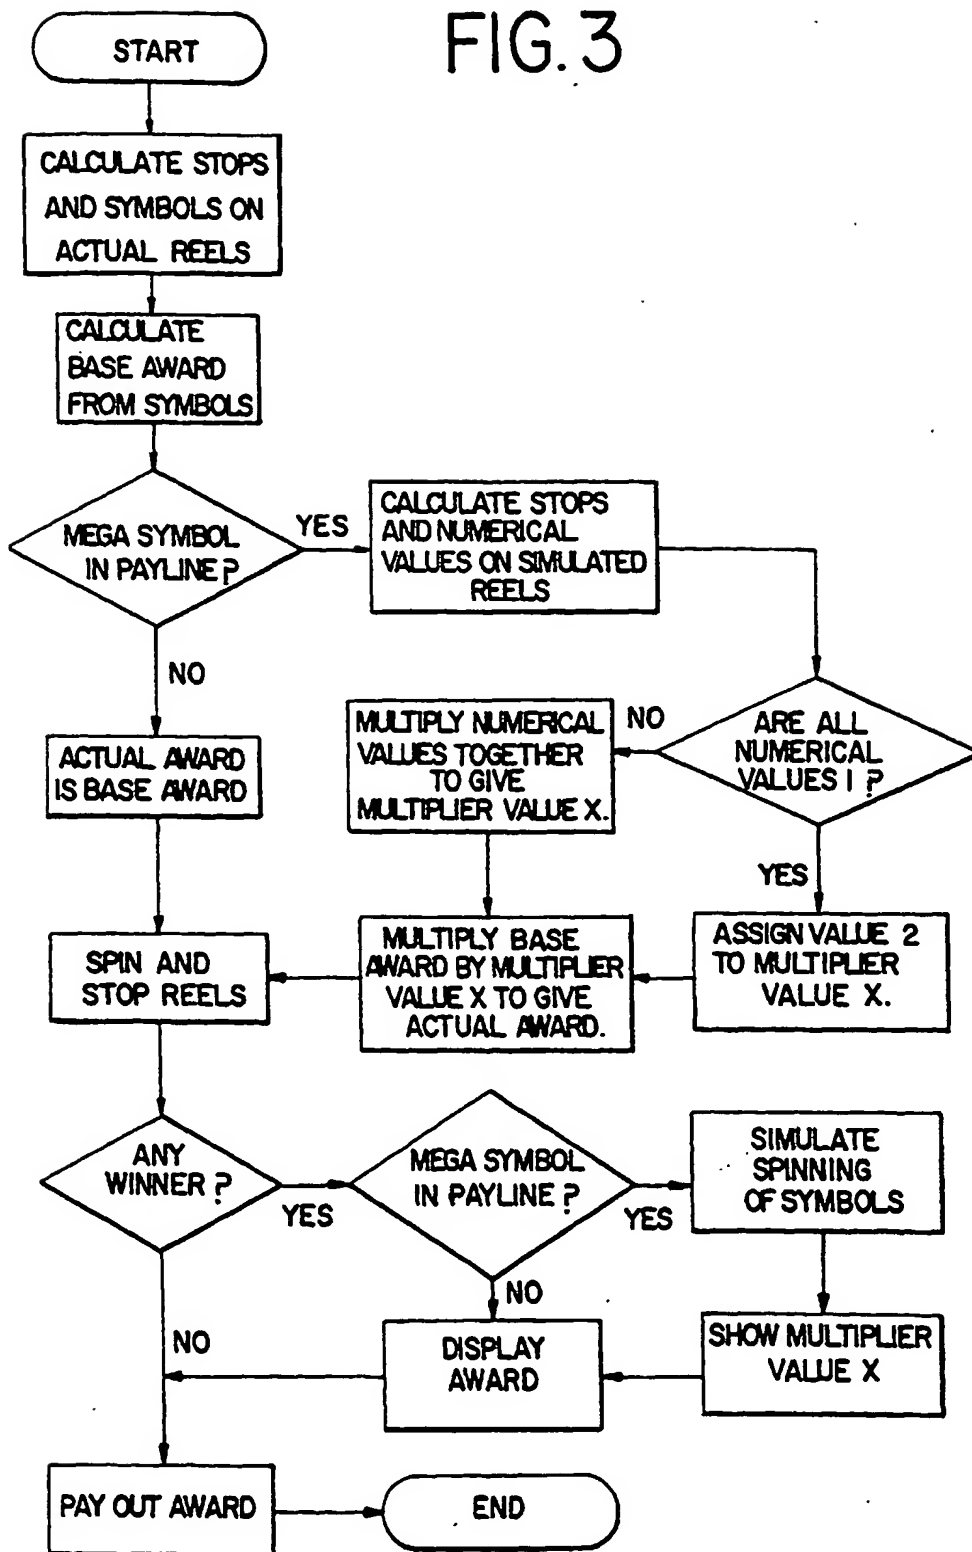 FIG. 3
START
CALCULATE STOPS
AND SYMBOLS ON
ACTUAL REELS
CALCULATE
BASE AWARD
FROM SYMBOLS
MEGA SYMBOL
IN PAYLINE?
YES
CALCULATE STOPS
AND NUMERICAL
VALUES ON SIMULATED
REELS
NO
ARE ALL
NUMERICAL
VALUES 1?
NO
MULTIPLY NUMERICAL
VALUES TOGETHER
TO GIVE
MULTIPLIER VALUE X.
ACTUAL AWARD
IS BASE AWARD
YES
ASSIGN VALUE 2
TO MULTIPLIER
VALUE X.
MULTIPLY BASE
AWARD BY MULTIPLIER
VALUE X TO GIVE
ACTUAL AWARD.
SPIN AND
STOP REELS
ANY
WINNER?
YES
MEGA SYMBOL
IN PAYLINE?
YES
SIMULATE
SPINNING
OF SYMBOLS
NO
NO
DISPLAY
AWARD
SHOW MULTIPLIER
VALUE X
PAY OUT AWARD
END